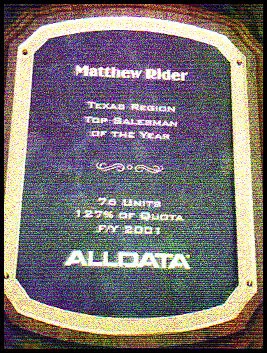 Matthew Rider
Texas Region
Top Salesman
of the Year
76 Units
127% of Quota
F/Y 2001
ALLDATA